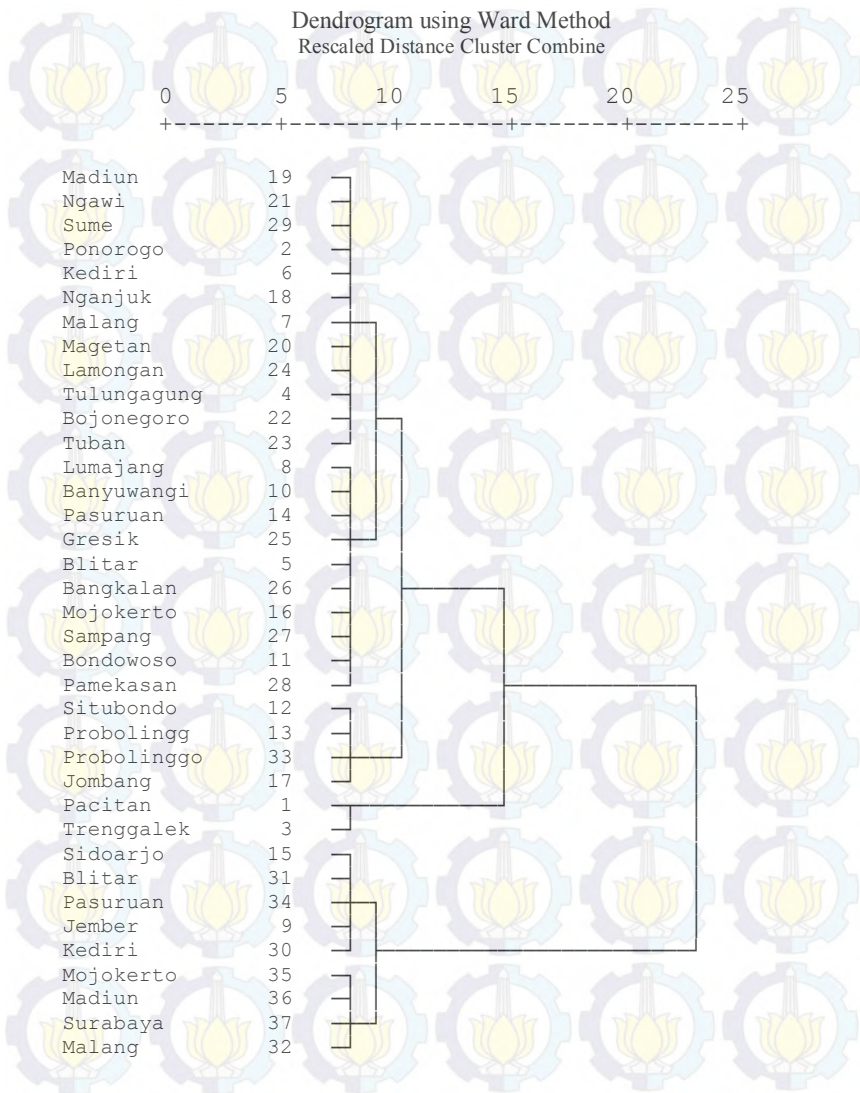 Dendrogram using Ward Method
Rescaled Distance Cluster Combine
0 5 10 15 20 25
+---------+---------+---------+---------+---------+
Madiun 19
Ngawi 21
Sume 29
Ponorogo 2
Kediri 6
Nganjuk 18
Malang 7
Magetan 20
Lamongan 24
Tulungagung 4
Bojonegoro 22
Tuban 23
Lumajang 8
Banyuwangi 10
Pasuruan 14
Gresik 25
Blitar 5
Bangkalan 26
Mojokerto 16
Sampang 27
Bondowoso 11
Pamekasan 28
Situbondo 12
Probolingg 13
Probolinggo 33
Jombang 17
Pacitan 1
Trenggalek 3
Sidoarjo 15
Blitar 31
Pasuruan 34
Jember 9
Kediri 30
Mojokerto 35
Madiun 36
Surabaya 37
Malang 32